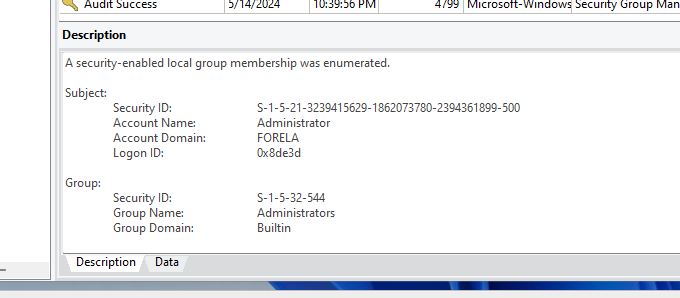 Audit Success 5/14/2024 10:39:56 PM 4799 Microsoft-Windows Security Group Man
Description
A security-enabled local group membership was enumerated.
Subject:
Security ID: S-1-5-21-3239415629-1862073780-2394361899-500
Account Name: Administrator
Account Domain: FORELA
Logon ID: 0x8de3d
Group:
Security ID: S-1-5-32-544
Group Name: Administrators
Group Domain: Builtin
Description Data